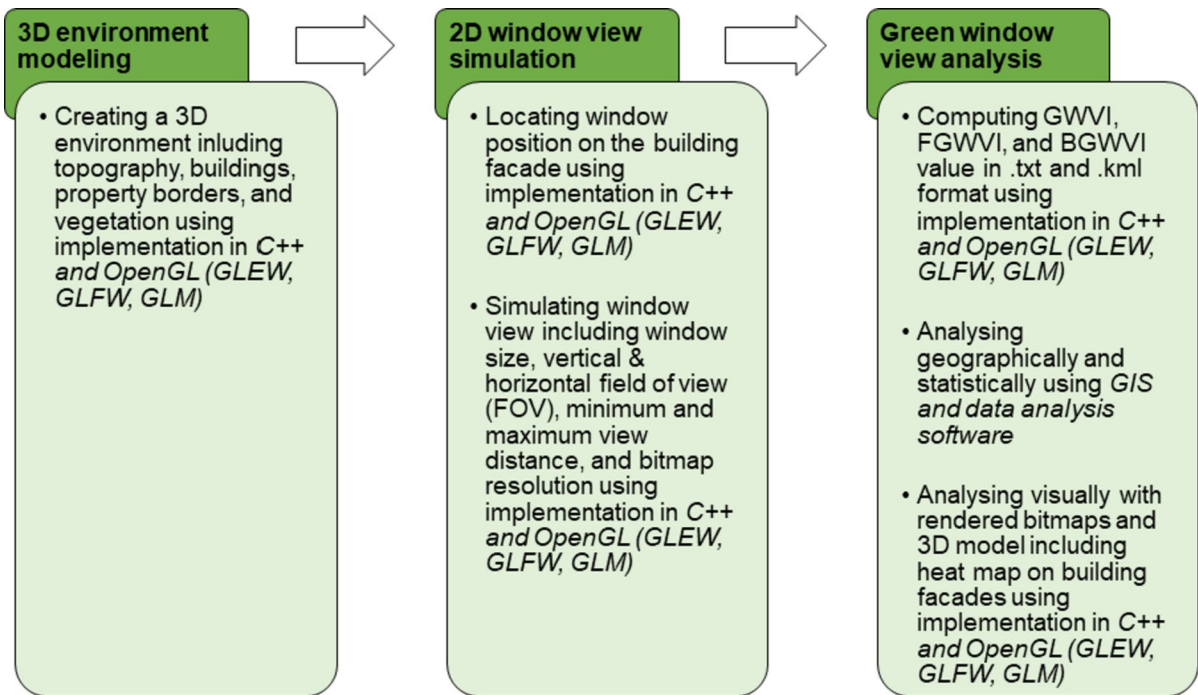 3D environment
modeling
• Creating a 3D
environment inluding
topography, buildings,
property borders, and
vegetation using
implementation in C++
and OpenGL (GLEW,
GLFW, GLM)
2D window view
simulation
• Locating window
position on the building
facade using
implementation in C++
and OpenGL (GLEW,
GLFW, GLM)
• Simulating window
view including window
size, vertical &
horizontal field of view
(FOV), minimum and
maximum view
distance, and bitmap
resolution using
implementation in C++
and OpenGL (GLEW,
GLFW, GLM)
Green window
view analysis
• Computing GWVI,
FGWVI, and BGWVI
value in .txt and .kml
format using
implementation in C++
and OpenGL (GLEW,
GLFW, GLM)
• Analysing
geographically and
statistically using GIS
and data analysis
software
• Analysing visually with
rendered bitmaps and
3D model including
heat map on building
facades using
implementation in C++
and OpenGL (GLEW,
GLFW, GLM)